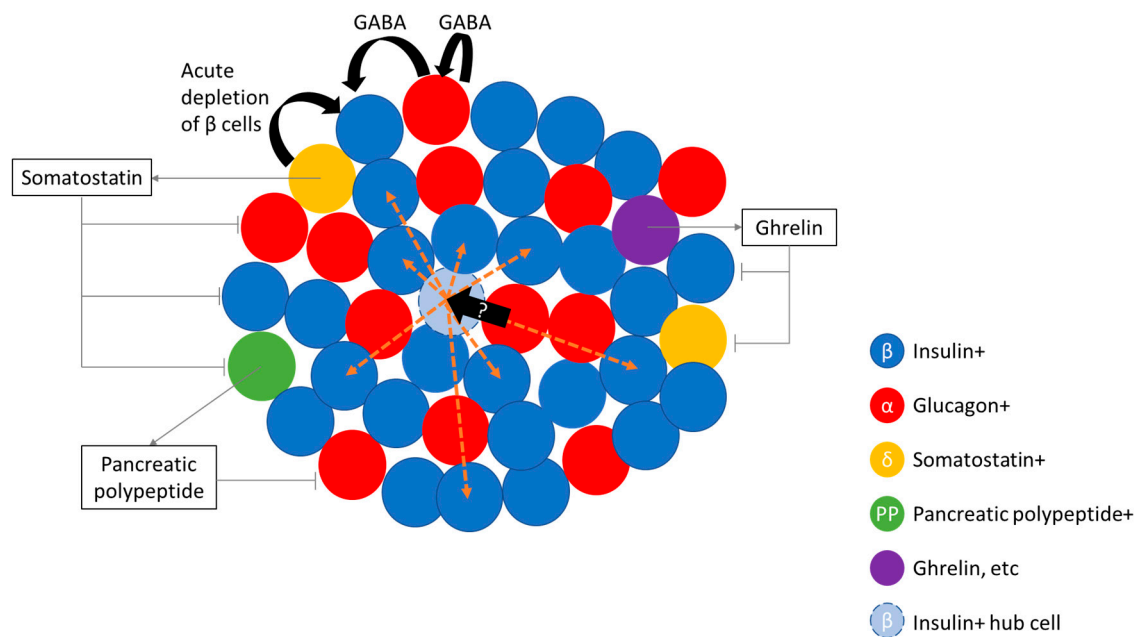 GABA
GABA
Acute
depletion
of β cells
Somatostatin
Ghrelin
?
Pancreatic
polypeptide
β Insulin+
α Glucagon+
δ Somatostatin+
PP Pancreatic polypeptide+
Ghrelin, etc
β Insulin+ hub cell